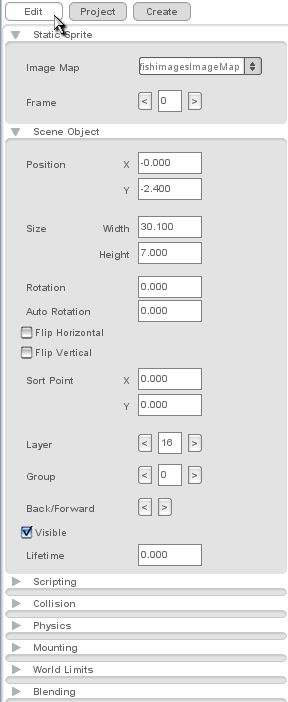 Edit Project Create
Static Sprite
Image Map fishimagesImageMap
Frame < 0 >
Scene Object
Position X -0.000
Y -2.400
Size Width 30.100
Height 7.000
Rotation 0.000
Auto Rotation 0.000
Flip Horizontal
Flip Vertical
Sort Point X 0.000
Y 0.000
Layer < 16 >
Group < 0 >
Back/Forward < >
Visible
Lifetime 0.000
Scripting
Collision
Physics
Mounting
World Limits
Blending